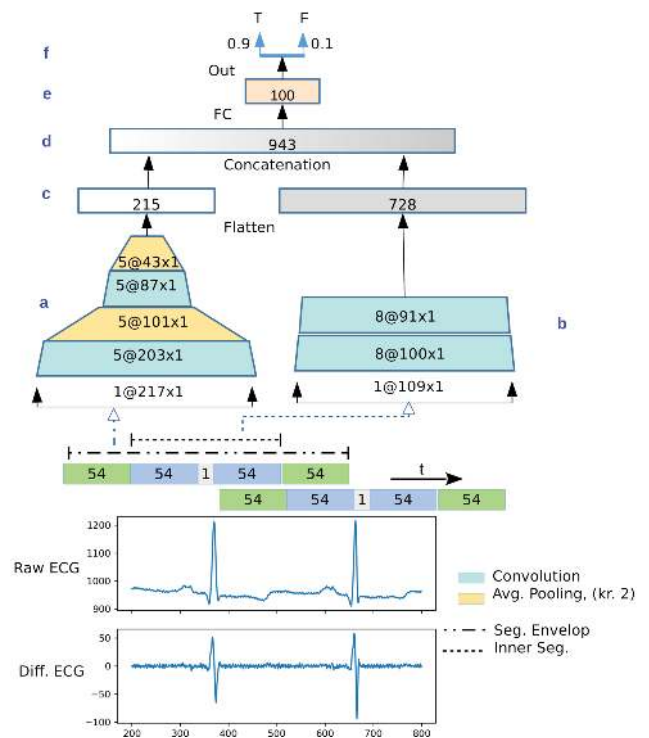 T F
f 0.9 0.1
Out
e 100
FC
d 943
Concatenation
c 215 728
Flatten
5@43x1
5@87x1
a 5@101x1
8@91x1 b
5@203x1 8@100x1
1@217x1 1@109x1
54 54 1 54 54 t
54 54 1 54 54
1200
Raw ECG 1100
1000
900
Convolution
Avg. Pooling, (kr. 2)
Seg. Envelop
Inner Seg.
50
Diff. ECG 0
−50
−100
200 300 400 500 600 700 800